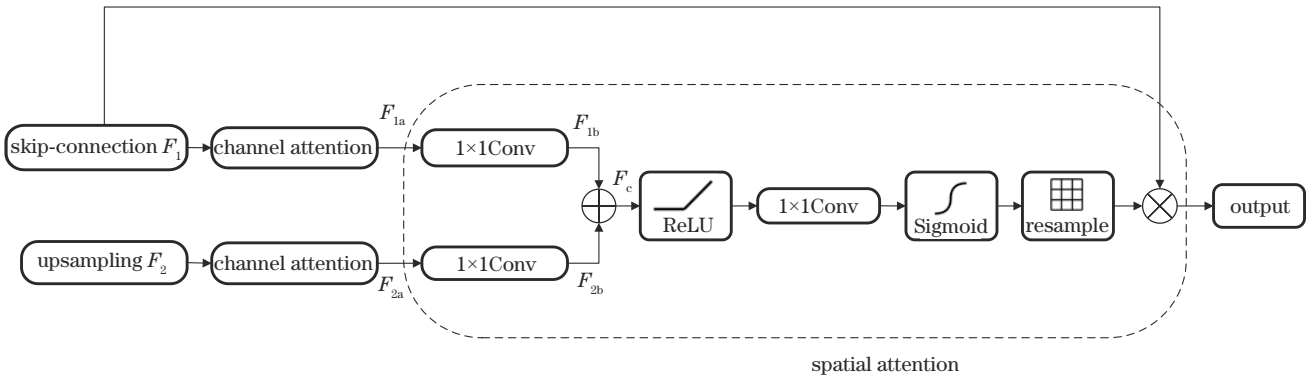 skip-connection F₁
channel attention
F₁ₐ
1×1Conv
F₁b
F꜀
ReLU
1×1Conv
Sigmoid
resample
output
upsampling F₂
channel attention
F₂ₐ
1×1Conv
F₂b
spatial attention